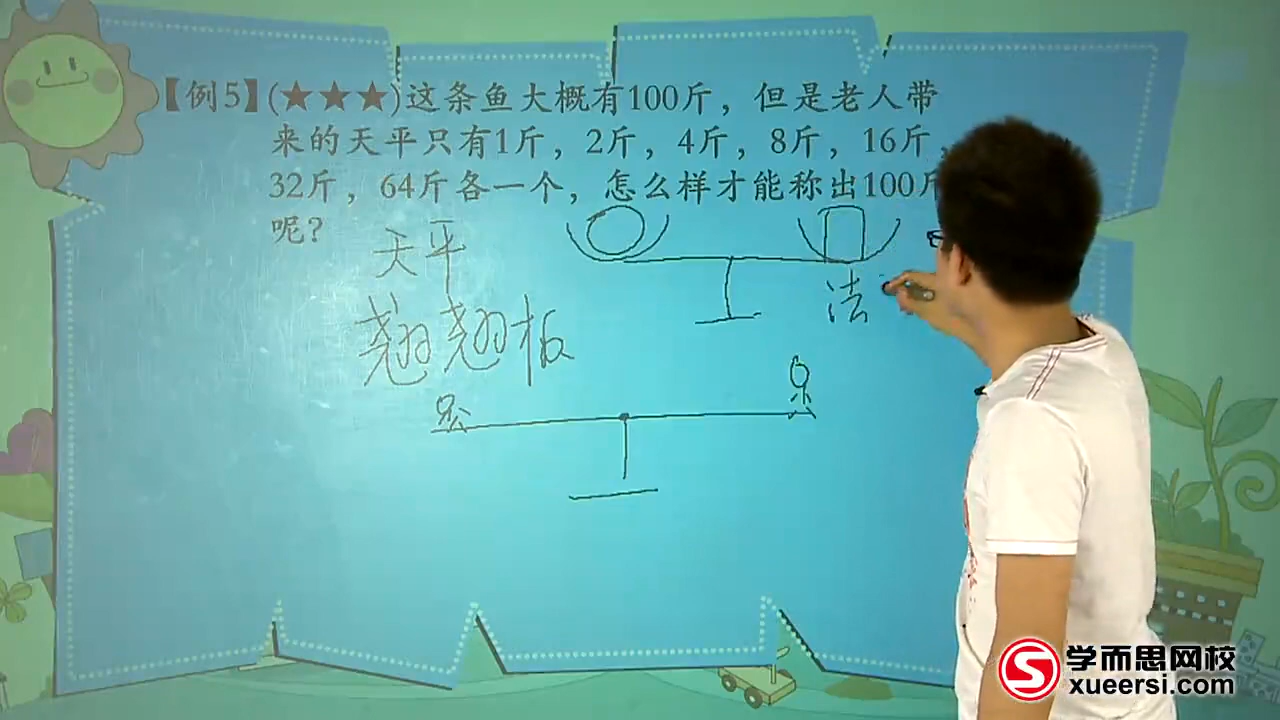 【例5】(★★★)这条鱼大概有100斤，但是老人带
来的天平只有1斤，2斤，4斤，8斤，16斤，
32斤，64斤各一个，怎么样才能称出100斤
呢？
天平
翘翘板
法
学而思网校
xueersi.com